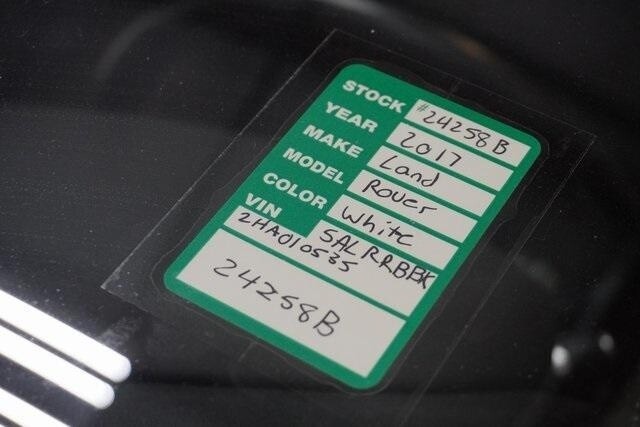 STOCK #24258B
YEAR 2017
MAKE Land
MODEL Rover
COLOR White
VIN SALRRBBK
2HA010535
24258B